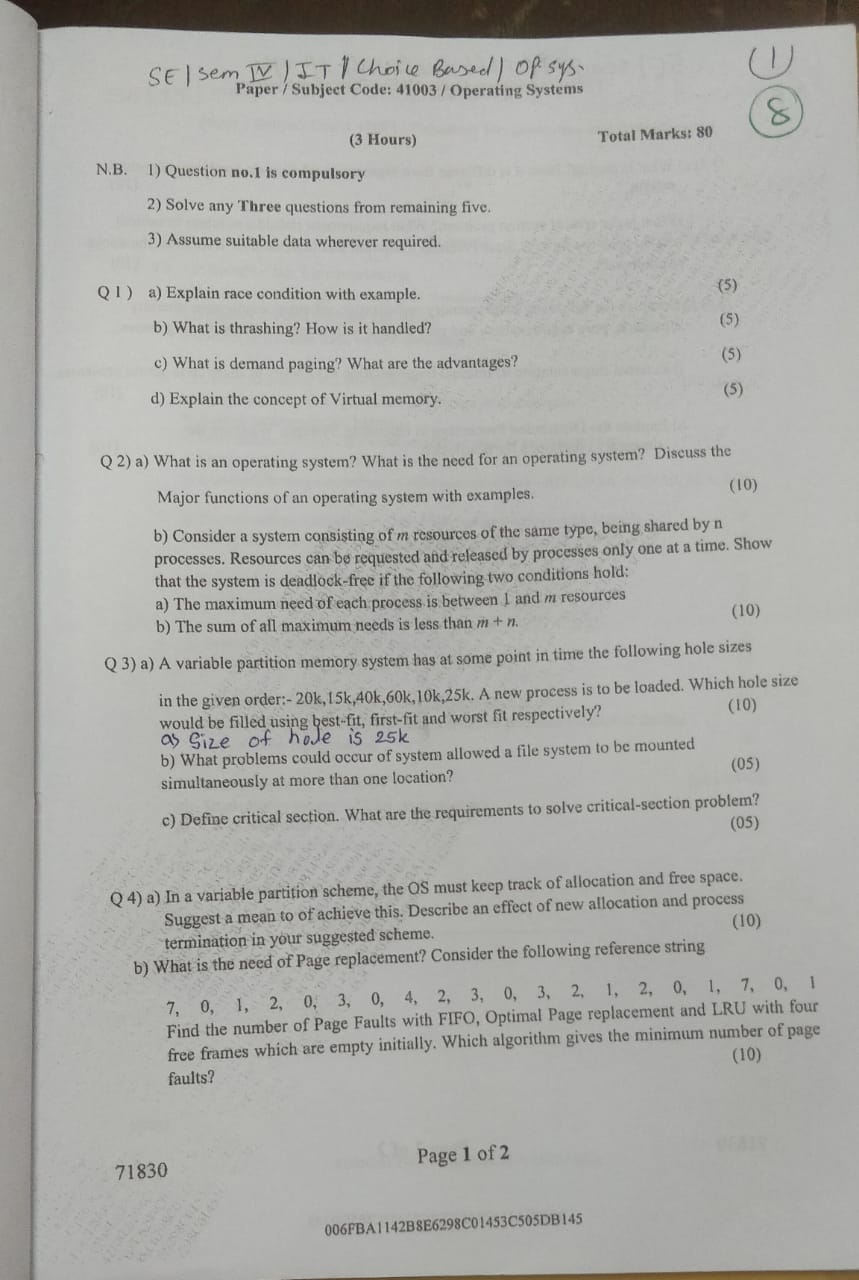 SE | Sem IV | IT | Choice Based | OP. sys.
(1)
Paper / Subject Code: 41003 / Operating Systems
8
(3 Hours) Total Marks: 80
N.B. 1) Question no.1 is compulsory
2) Solve any Three questions from remaining five.
3) Assume suitable data wherever required.
Q 1 ) a) Explain race condition with example. (5)
b) What is thrashing? How is it handled? (5)
c) What is demand paging? What are the advantages? (5)
d) Explain the concept of Virtual memory. (5)
Q 2) a) What is an operating system? What is the need for an operating system? Discuss the
Major functions of an operating system with examples. (10)
b) Consider a system consisting of m resources of the same type, being shared by n
processes. Resources can be requested and released by processes only one at a time. Show
that the system is deadlock-free if the following two conditions hold:
a) The maximum need of each process is between 1 and m resources
b) The sum of all maximum needs is less than m + n. (10)
Q 3) a) A variable partition memory system has at some point in time the following hole sizes
in the given order:- 20k,15k,40k,60k,10k,25k. A new process is to be loaded. Which hole size
would be filled using best-fit, first-fit and worst fit respectively? (10)
as Size of hole is 25k
b) What problems could occur of system allowed a file system to be mounted
simultaneously at more than one location? (05)
c) Define critical section. What are the requirements to solve critical-section problem?
(05)
Q 4) a) In a variable partition scheme, the OS must keep track of allocation and free space.
Suggest a mean to of achieve this. Describe an effect of new allocation and process
termination in your suggested scheme. (10)
b) What is the need of Page replacement? Consider the following reference string
7, 0, 1, 2, 0, 3, 0, 4, 2, 3, 0, 3, 2, 1, 2, 0, 1, 7, 0, 1
Find the number of Page Faults with FIFO, Optimal Page replacement and LRU with four
free frames which are empty initially. Which algorithm gives the minimum number of page
faults? (10)
71830
Page 1 of 2
006FBA1142B8E6298C01453C505DB145